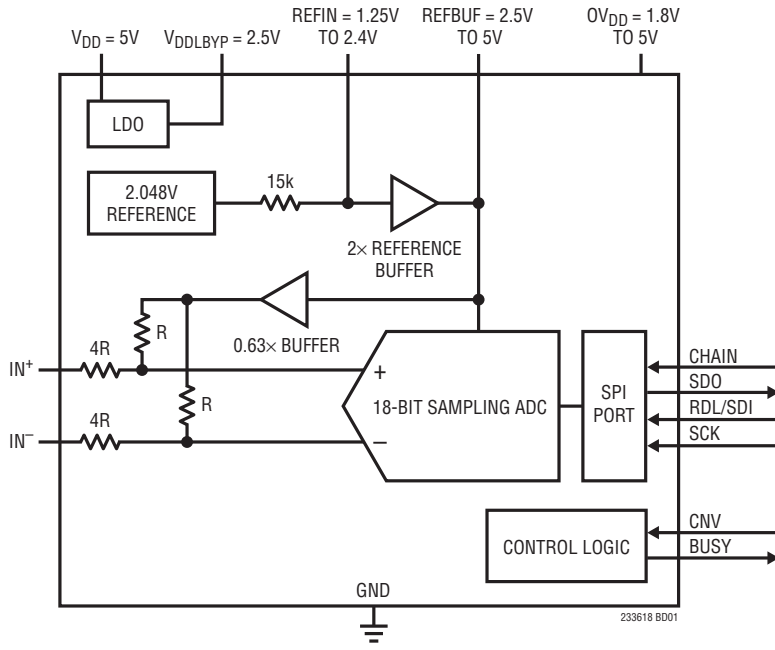 REFIN = 1.25V
TO 2.4V
REFBUF = 2.5V
TO 5V
OVDD = 1.8V
TO 5V
VDD = 5V
VDDLBYP = 2.5V
LDO
2.048V
REFERENCE
15k
2× REFERENCE
BUFFER
R
0.63× BUFFER
4R
IN+
+
R
18-BIT SAMPLING ADC
SPI
PORT
CHAIN
SDO
RDL/SDI
SCK
4R
IN−
−
CONTROL LOGIC
CNV
BUSY
GND
233618 BD01